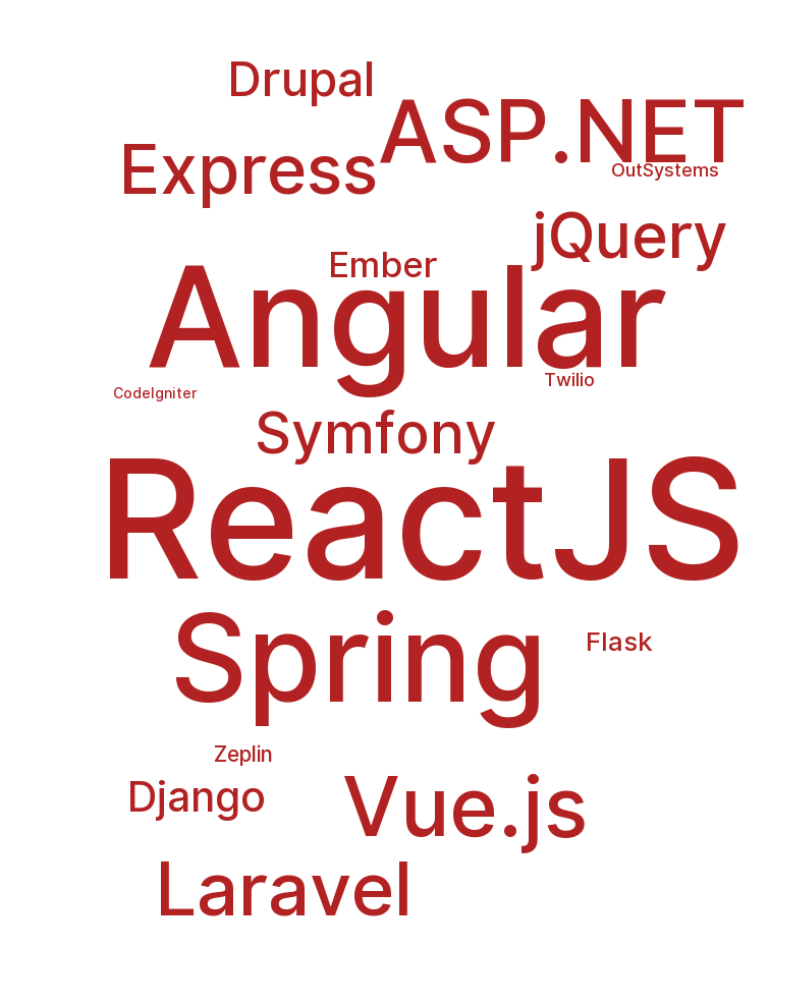 Drupal
ASP.NET
Express
OutSystems
jQuery
Ember
Angular
Twilio
CodeIgniter
Symfony
ReactJS
Spring
Flask
Zeplin
Django
Vue.js
Laravel